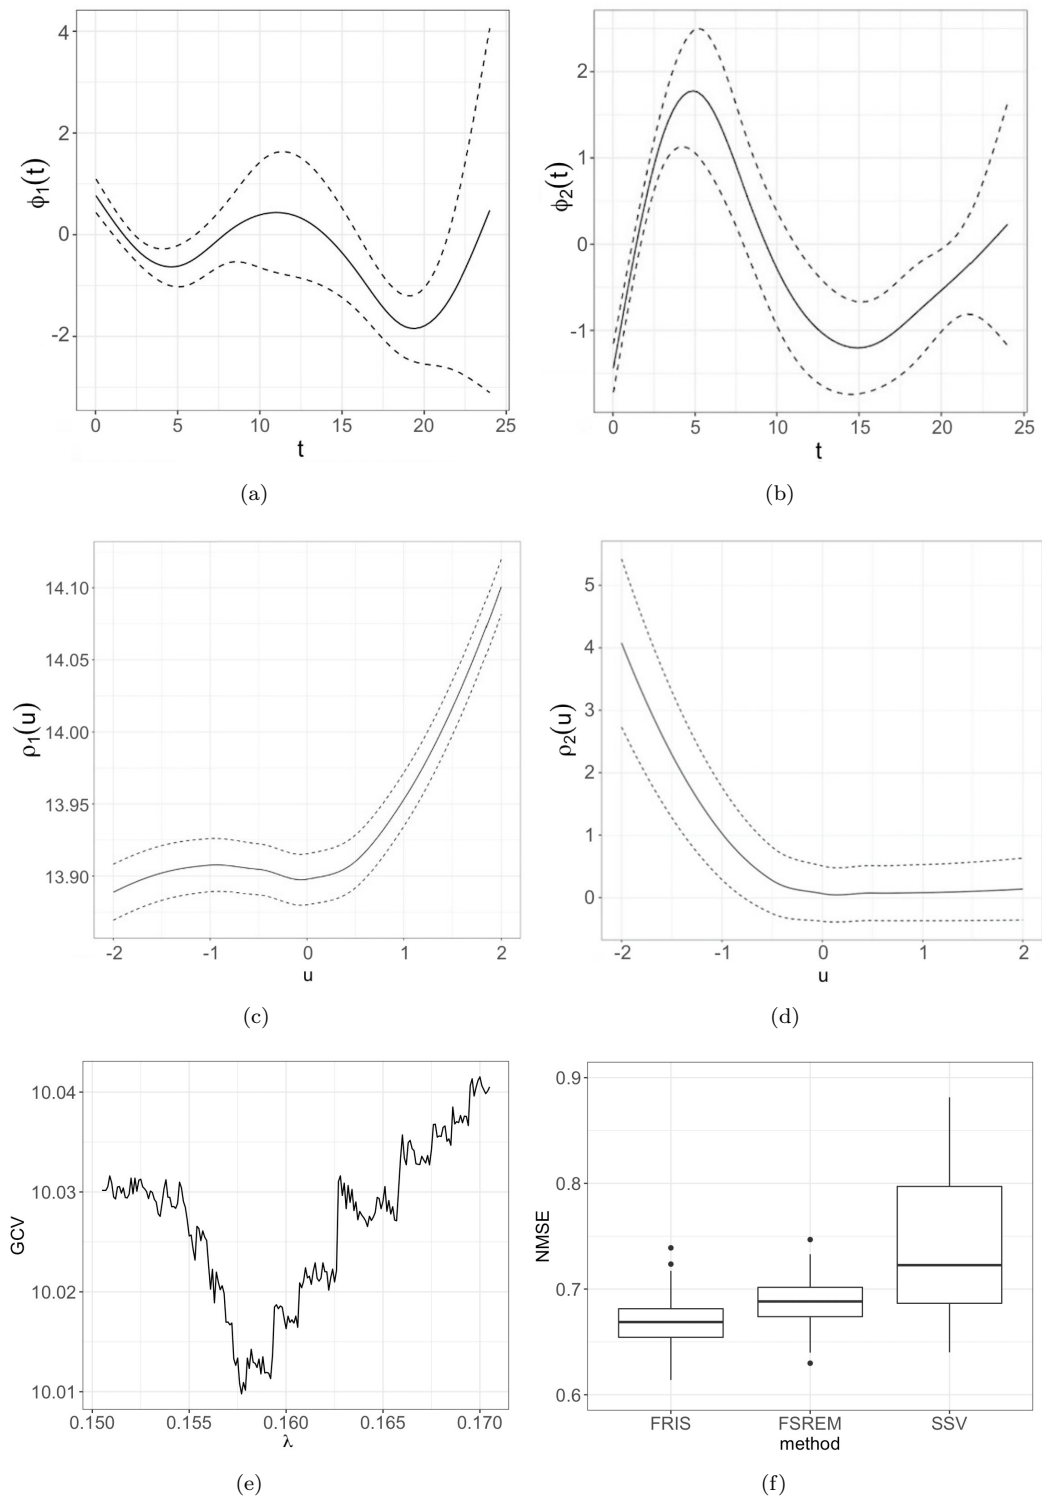 4
2
0
-2
ϕ1(t)
0 5 10 15 20 25
t
(a)
2
1
0
-1
ϕ2(t)
0 5 10 15 20 25
t
(b)
14.10
14.05
14.00
13.95
13.90
ρ1(u)
-2 -1 0 1 2
u
(c)
5
4
3
2
1
0
ρ2(u)
-2 -1 0 1 2
u
(d)
10.04
10.03
10.02
10.01
GCV
0.150 0.155 0.160 0.165 0.170
λ
(e)
0.9
0.8
0.7
0.6
NMSE
FRIS FSREM SSV
method
(f)